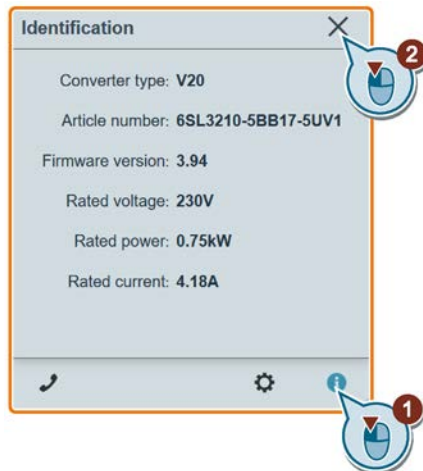 Identification
2
Converter type: V20
Article number: 6SL3210-5BB17-5UV1
Firmware version: 3.94
Rated voltage: 230V
Rated power: 0.75kW
Rated current: 4.18A
i
1